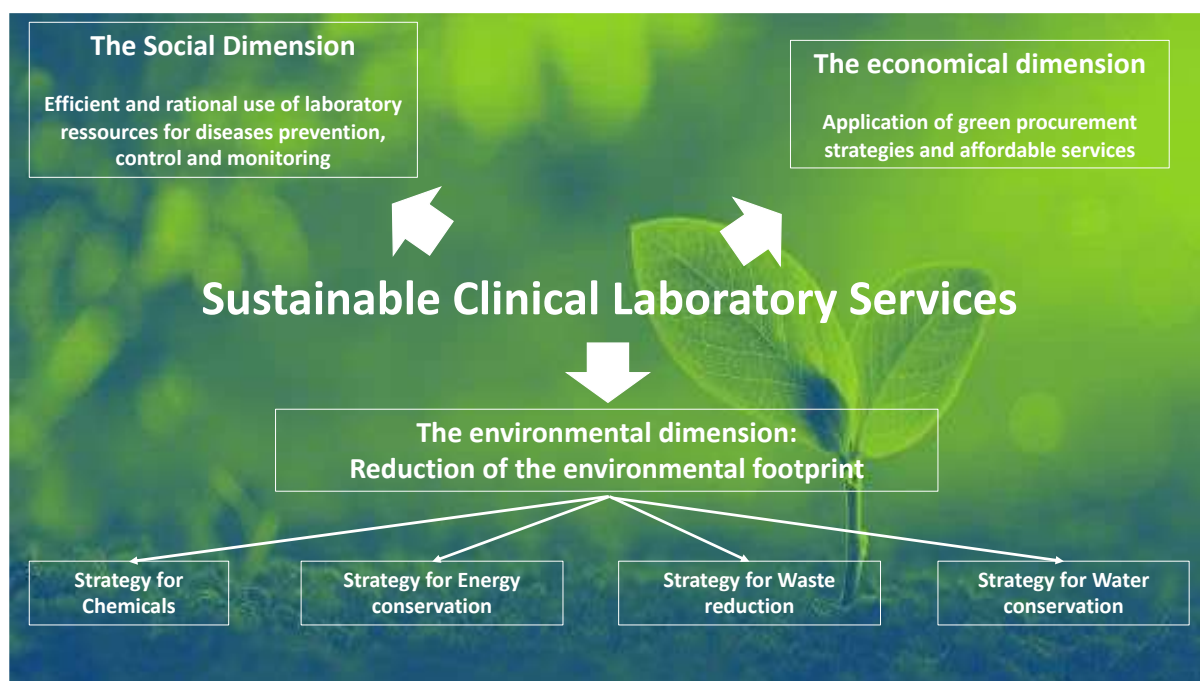 The Social Dimension
Efficient and rational use of laboratory
ressources for diseases prevention,
control and monitoring
The economical dimension
Application of green procurement
strategies and affordable services
Sustainable Clinical Laboratory Services
The environmental dimension:
Reduction of the environmental footprint
Strategy for
Chemicals
Strategy for Energy
conservation
Strategy for Waste
reduction
Strategy for Water
conservation